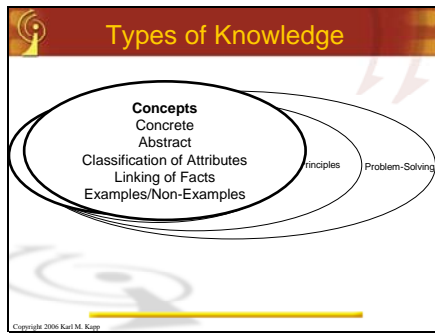 Types of Knowledge
Concepts
Concrete
Abstract
Classification of Attributes
Linking of Facts
Examples/Non-Examples
rinciples
Problem-Solving
Copyright 2006 Karl M. Kapp